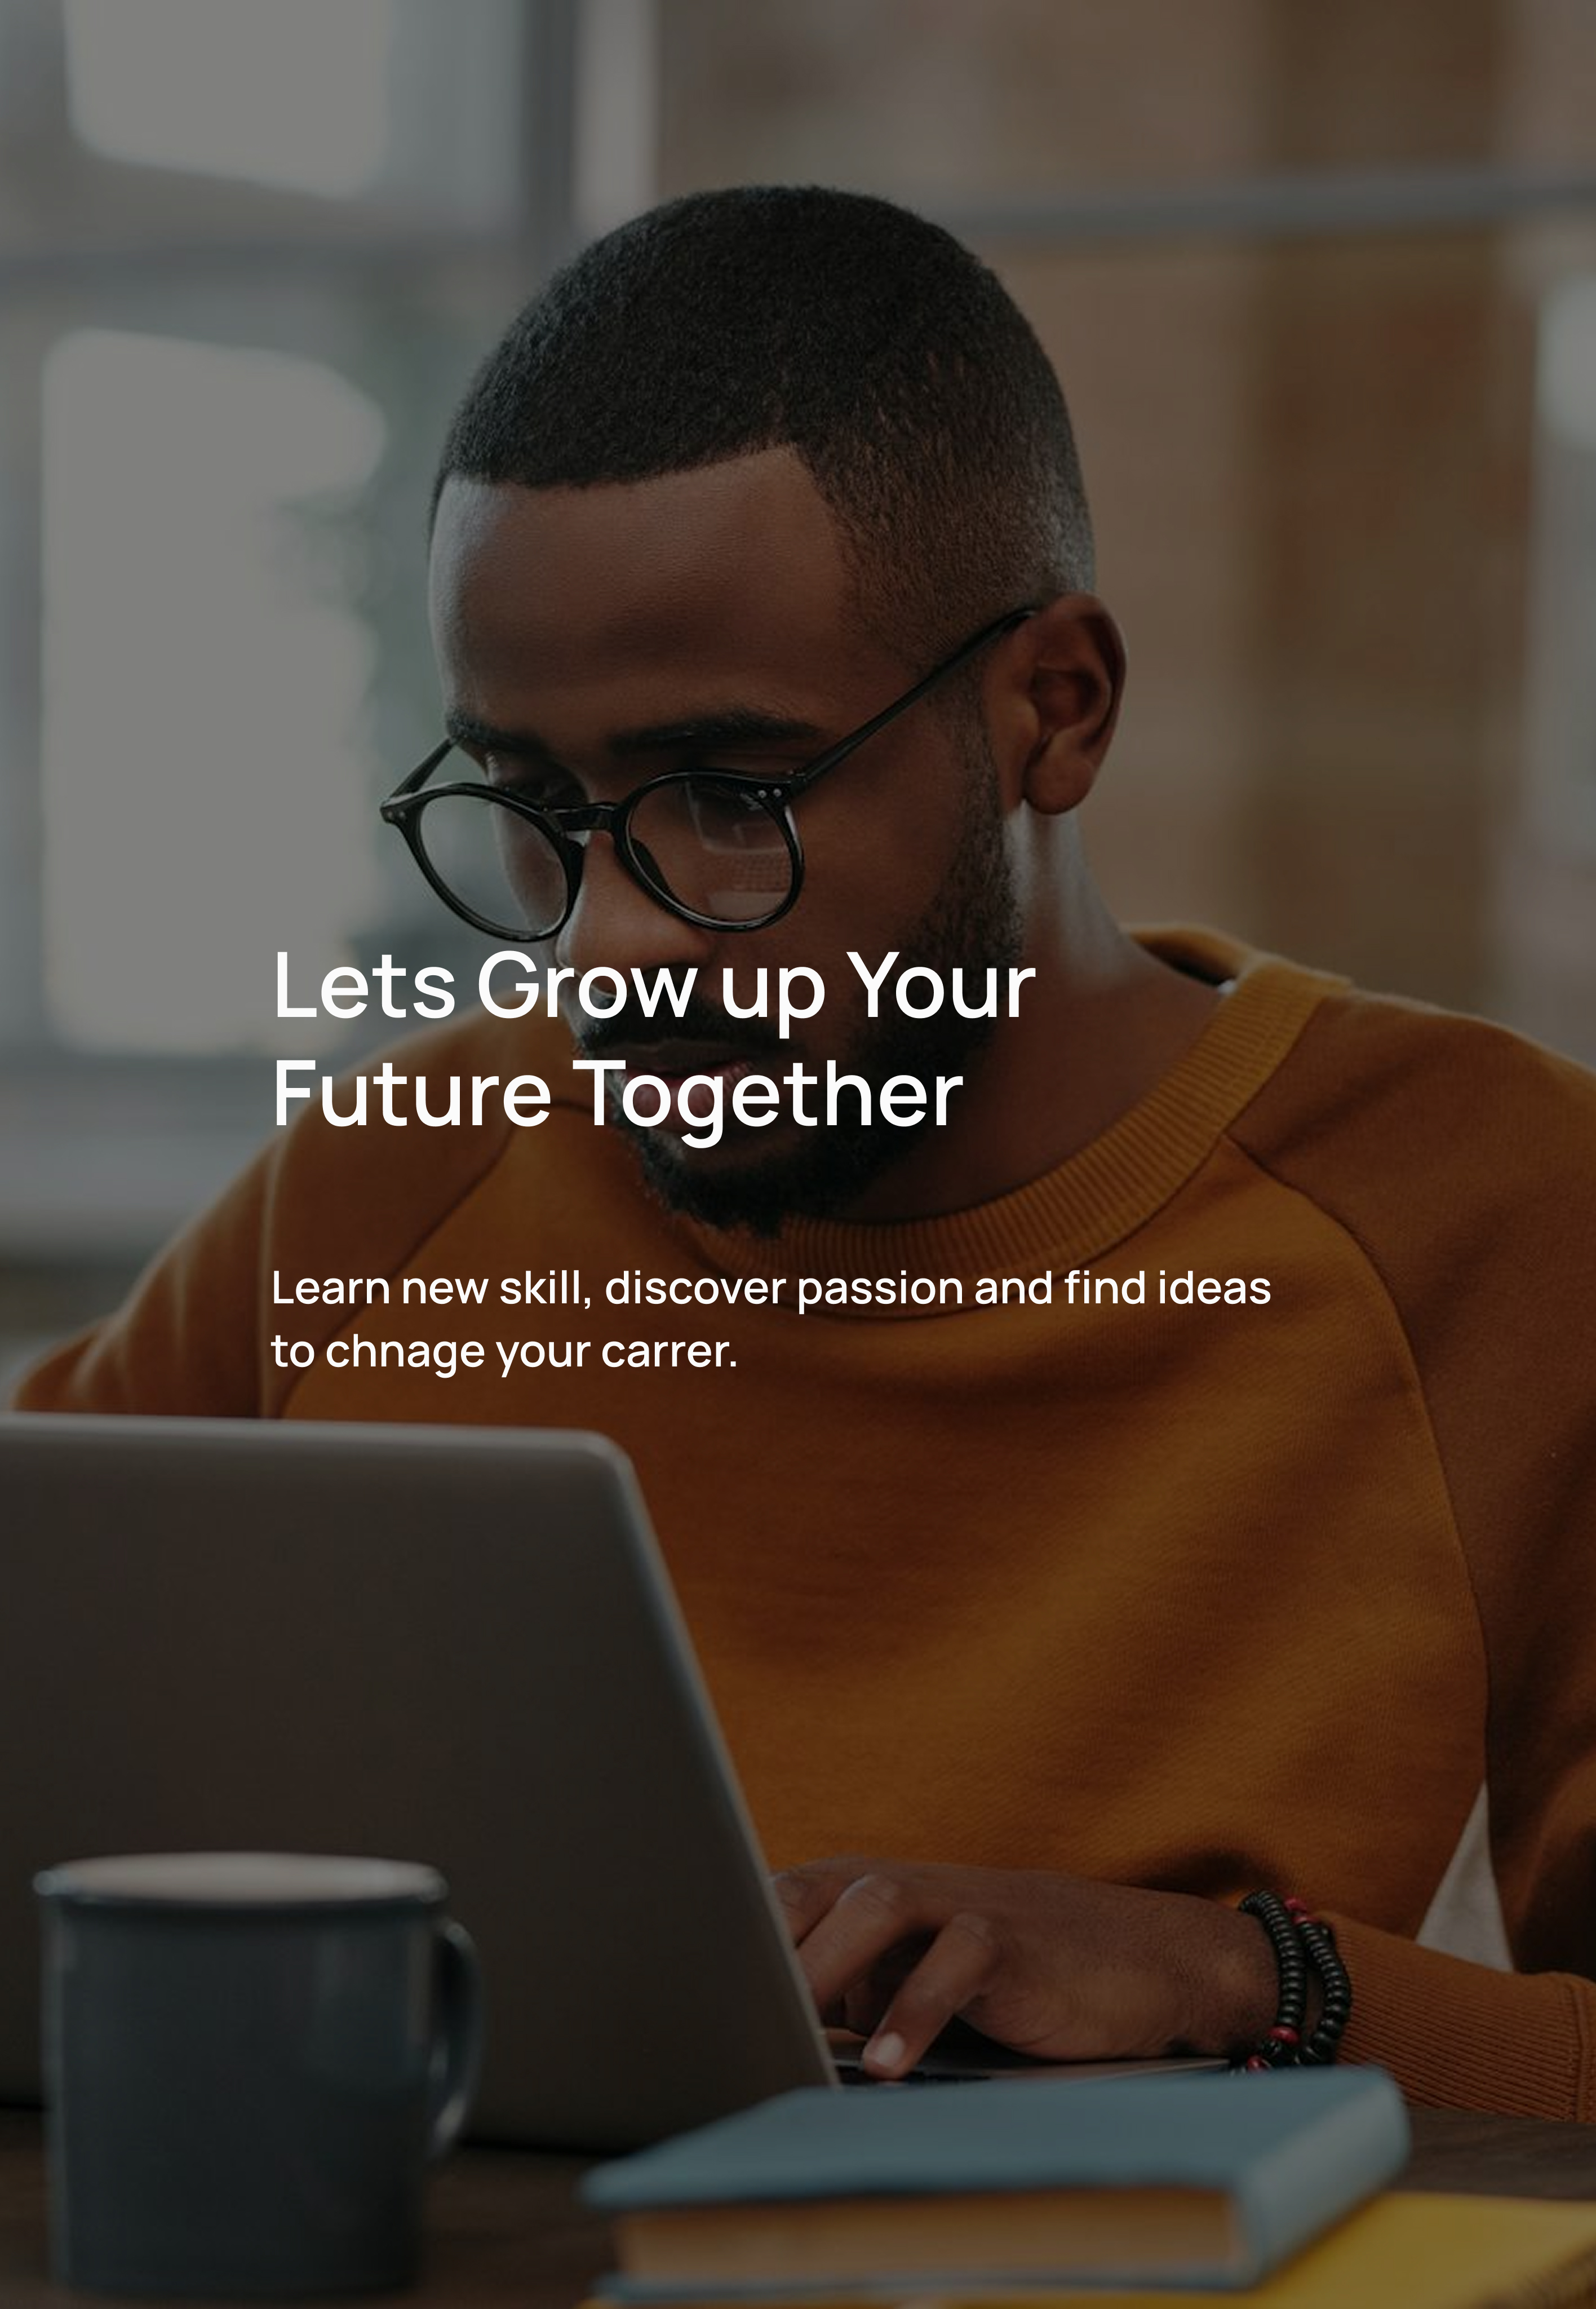 Lets Grow up Your
Future Together
Learn new skill, discover passion and find ideas
to chnage your carrer.